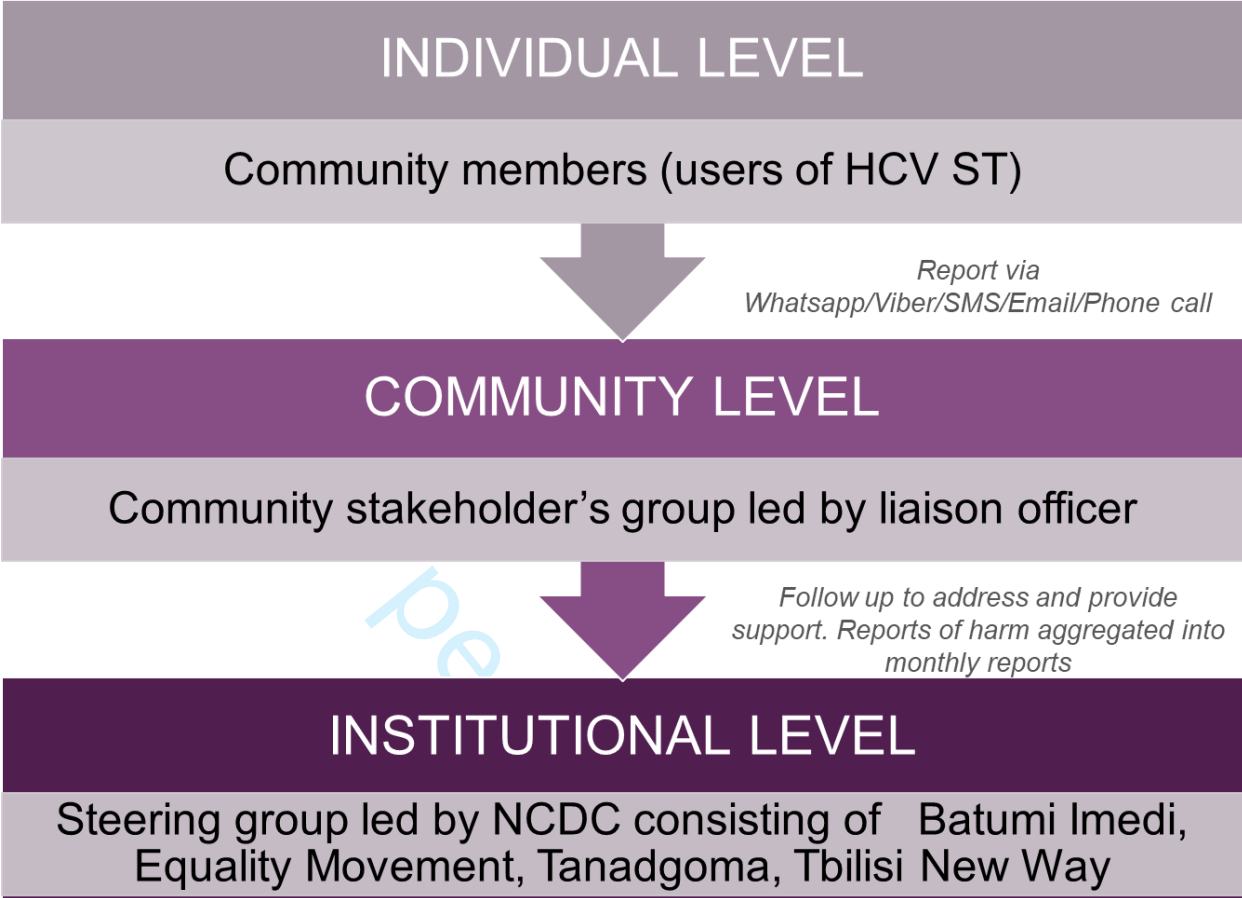 INDIVIDUAL LEVEL
Community members (users of HCV ST)
Report via
Whatsapp/Viber/SMS/Email/Phone call
COMMUNITY LEVEL
Community stakeholder’s group led by liaison officer
Follow up to address and provide
support. Reports of harm aggregated into
monthly reports
pe
INSTITUTIONAL LEVEL
Steering group led by NCDC consisting of Batumi Imedi,
Equality Movement, Tanadgoma, Tbilisi New Way